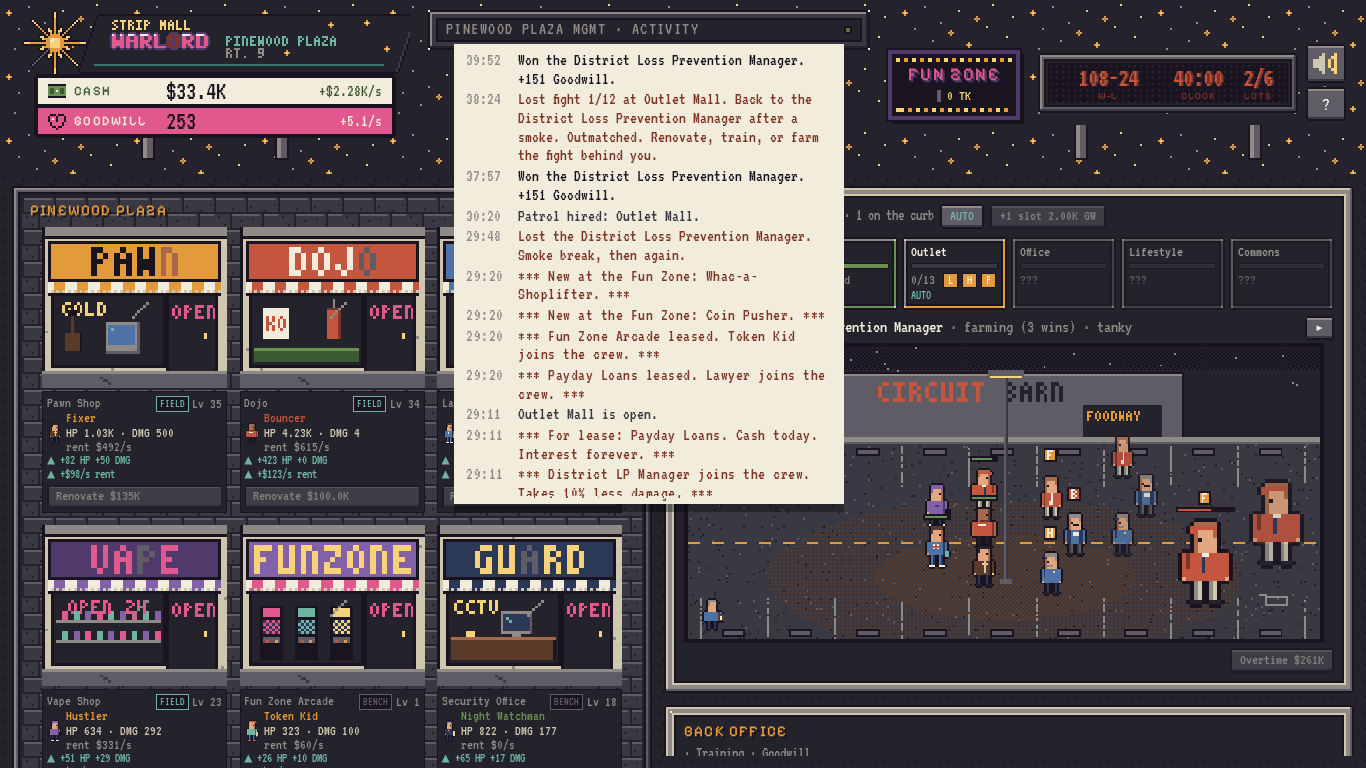 STRIP MALL
WARLORD
PINEWOOD PLAZA
RT. 9
CASH $33.4K +$2.28K/s
GOODWILL 253 +5.1/s
PINEWOOD PLAZA MGMT · ACTIVITY
39:52 Won the District Loss Prevention Manager.
+151 Goodwill.
38:24 Lost fight 1/12 at Outlet Mall. Back to the
District Loss Prevention Manager after a
smoke. Outmatched. Renovate, train, or farm
the fight behind you.
37:57 Won the District Loss Prevention Manager.
+151 Goodwill.
30:20 Patrol hired: Outlet Mall.
29:48 Lost the District Loss Prevention Manager.
Smoke break, then again.
29:20 *** New at the Fun Zone: Whac-a-
Shoplifter. ***
29:20 *** New at the Fun Zone: Coin Pusher. ***
29:20 *** Fun Zone Arcade leased. Token Kid
joins the crew. ***
29:20 *** Payday Loans leased. Lawyer joins the
crew. ***
29:11 Outlet Mall is open.
29:11 *** For lease: Payday Loans. Cash today.
Interest forever. ***
29:11 *** District LP Manager joins the crew.
Takes 10% less damage. ***
FUN ZONE
0 TK
108-24 40:00 2/6
W-L CLOCK LOTS
?
PINEWOOD PLAZA
PAWN
GOLD
OPEN
Pawn Shop FIELD Lv 35
Fixer
HP 1.03K · DMG 500
rent $492/s
▲ +82 HP +50 DMG
▲ +$98/s rent
Renovate $135K
DOJO
KO
OPEN
Dojo FIELD Lv 34
Bouncer
HP 4.23K · DMG 4
rent $615/s
▲ +423 HP +0 DMG
▲ +$123/s rent
Renovate $100.0K
La
VAPE
OPEN 24
OPEN
Vape Shop FIELD Lv 23
Hustler
HP 634 · DMG 292
rent $331/s
▲ +51 HP +29 DMG
FUNZONE
OPEN
Fun Zone Arcade BENCH Lv 1
Token Kid
HP 323 · DMG 100
rent $60/s
▲ +26 HP +10 DMG
GUARD
CCTV
OPEN
Security Office BENCH Lv 18
Night Watchman
HP 822 · DMG 177
rent $0/s
▲ +65 HP +17 DMG
· 1 on the curb AUTO +1 slot 2.00K GW
d
Outlet
0/13 L H F
AUTO
Office
???
Lifestyle
???
Commons
???
ention Manager · farming (3 wins) · tanky
CIRCUIT BARN
FOODWAY
F
F
B
H
Overtime $261K
BACK OFFICE
· Training · Goodwill